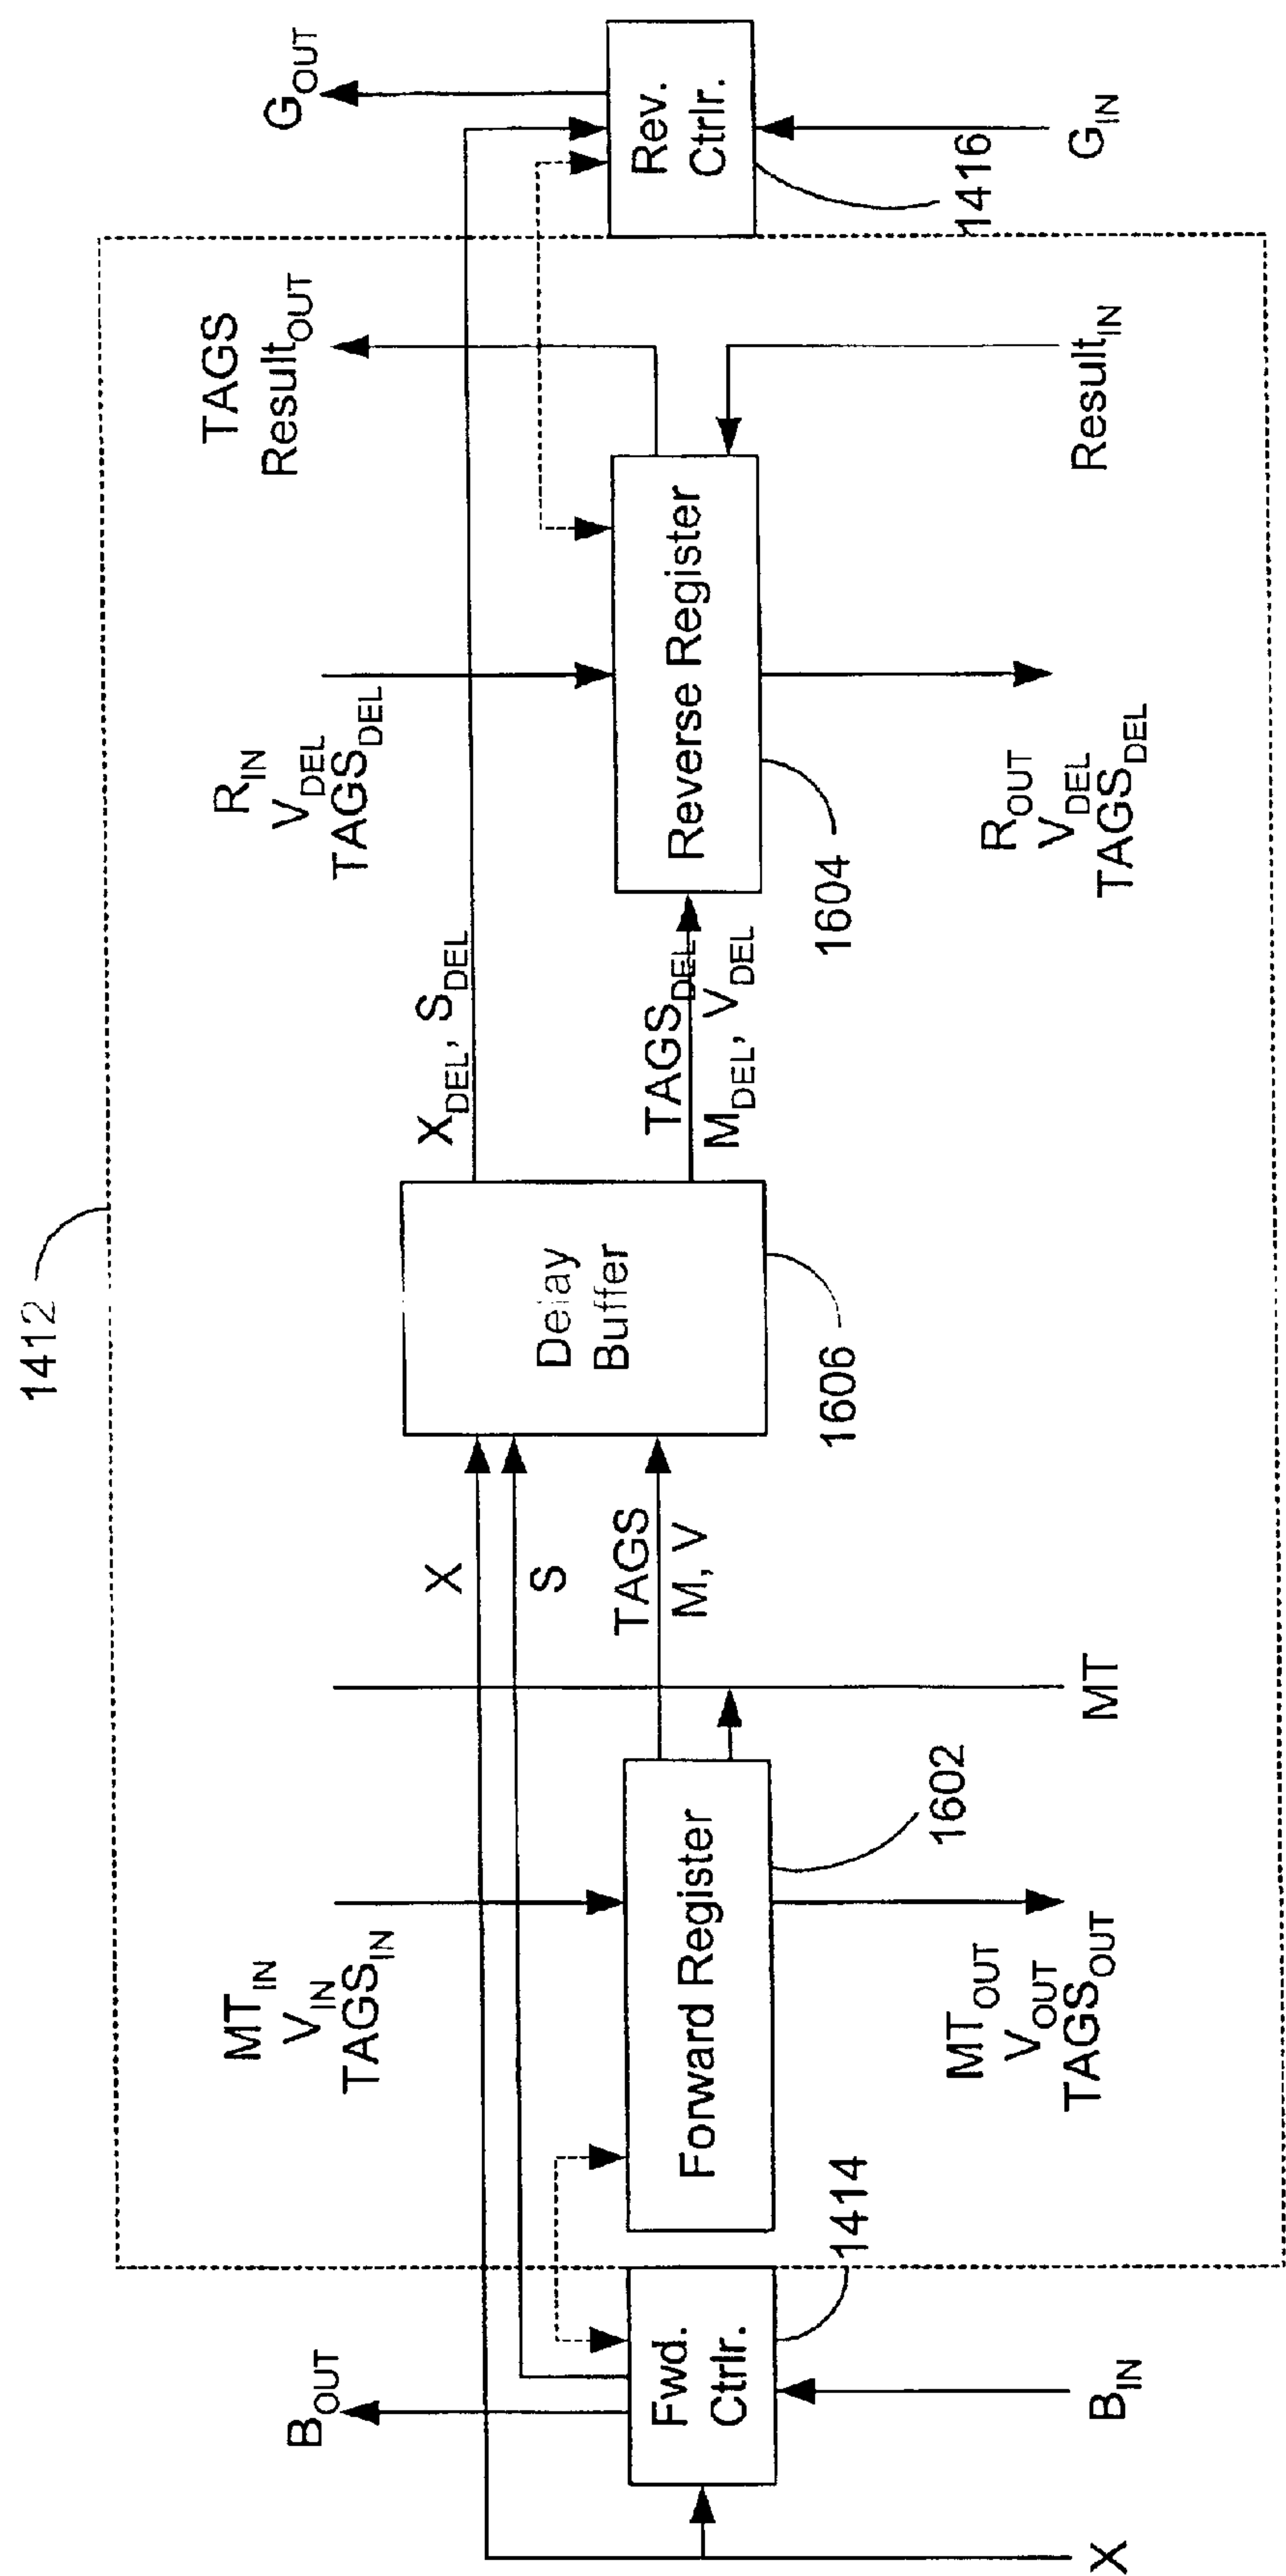 1412
B_OUT
MT_IN
V_IN
TAGS_IN
X
S
TAGS
M, V
X_DEL, S_DEL
TAGS_DEL
M_DEL, V_DEL
R_IN
V_DEL
TAGS_DEL
TAGS
Result_OUT
G_OUT
Fwd.
Ctrlr.
Forward Register
Delay
Buffer
Reverse Register
Rev.
Ctrlr.
1414
1602
1606
1604
1416
X
B_IN
MT_OUT
V_OUT
TAGS_OUT
MT
R_OUT
V_DEL
TAGS_DEL
Result_IN
G_IN